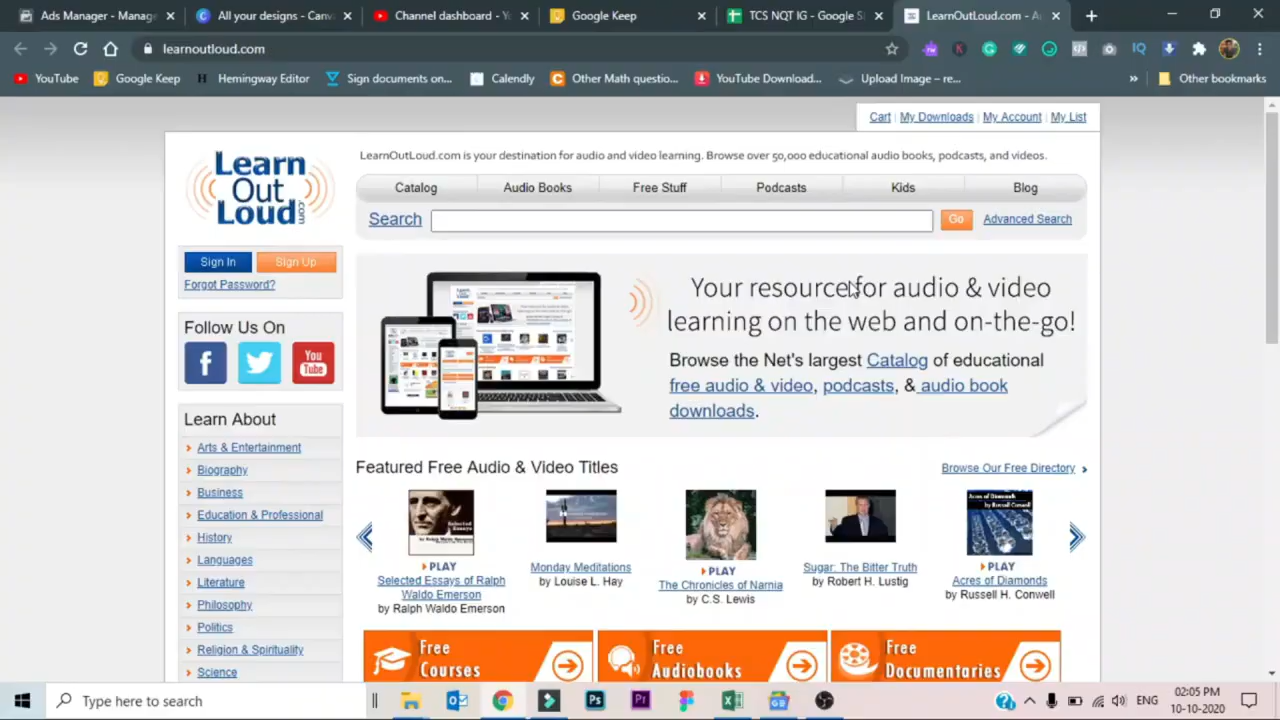 Ads Manager - Manage
All your designs - Canv
Channel dashboard - Y
Google Keep
TCS NQT IG - Google S
LearnOutLoud.com - A
learnoutloud.com
YouTube
Google Keep
Hemingway Editor
Sign documents on...
Calendly
Other Math questio...
YouTube Download...
Upload Image – re...
Other bookmarks
Cart | My Downloads | My Account | My List
Learn
Out
Loud
.com
LearnOutLoud.com is your destination for audio and video learning. Browse over 50,000 educational audio books, podcasts, and videos.
Catalog
Audio Books
Free Stuff
Podcasts
Kids
Blog
Search
Go
Advanced Search
Sign In
Sign Up
Forgot Password?
Follow Us On
You
Tube
Your resource for audio & video
learning on the web and on-the-go!
Browse the Net's largest Catalog of educational
free audio & video, podcasts, & audio book
downloads.
Learn About
Arts & Entertainment
Biography
Business
Education & Professional
History
Languages
Literature
Philosophy
Politics
Religion & Spirituality
Science
Featured Free Audio & Video Titles
Browse Our Free Directory
PLAY
Selected Essays of Ralph
Waldo Emerson
by Ralph Waldo Emerson
Monday Meditations
by Louise L. Hay
PLAY
The Chronicles of Narnia
by C.S. Lewis
Sugar: The Bitter Truth
by Robert H. Lustig
Acres of Diamonds
by Russell H. Conwell
PLAY
Acres of Diamonds
by Russell H. Conwell
Free
Courses
Free
Audiobooks
Free
Documentaries
Type here to search
ENG
02:05 PM
10-10-2020